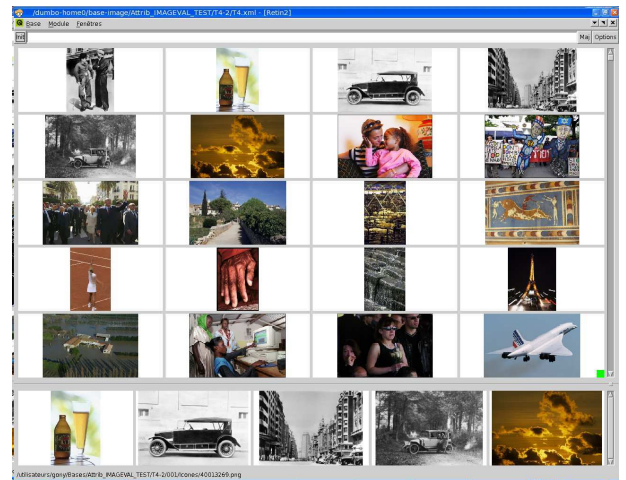 /dumbo-home0/base-image/Attrib_IMAGEVAL_TEST/T4-2/T4.xml - [Retin2]
Base Module Fenêtres
Init
Maj Options
/utilisateurs/gony/Bases/Attrib_IMAGEVAL_TEST/T4-2/001/icones/40013269.png